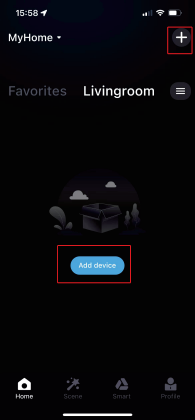 15:58
MyHome
Favorites Livingroom
Add device
Home Scene Smart Profile